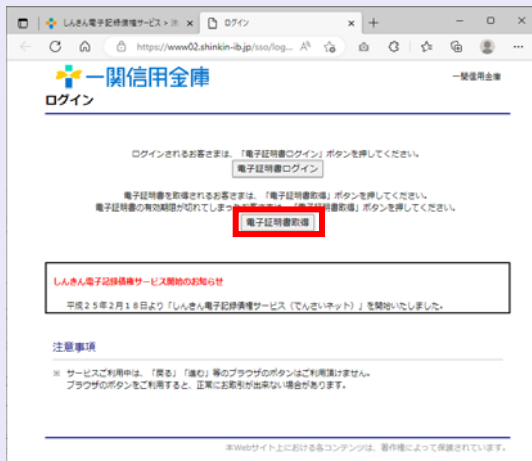 しんきん電子記録債権サービス > ロ
ログイン
https://www02.shinkin-ib.jp/sso/log...
一関信用金庫
一関信用金庫
ログイン
ログインされるお客さまは、「電子証明書ログイン」ボタンを押してください。
電子証明書ログイン
電子証明書を取得されるお客さまは、「電子証明書取得」ボタンを押してください。
電子証明書の有効期限が切れてしまったお客さまは、「電子証明書取得」ボタンを押してください。
電子証明書取得
しんきん電子記録債権サービス開始のお知らせ
平成25年2月18日より「しんきん電子記録債権サービス（でんさいネット）」を開始いたしました。
注意事項
※ サービスご利用中は、「戻る」「進む」等のブラウザのボタンはご利用頂けません。
ブラウザのボタンをご利用すると、正常にお取引が出来ない場合があります。
本Webサイト上における各コンテンツは、著作権によって保護されています。